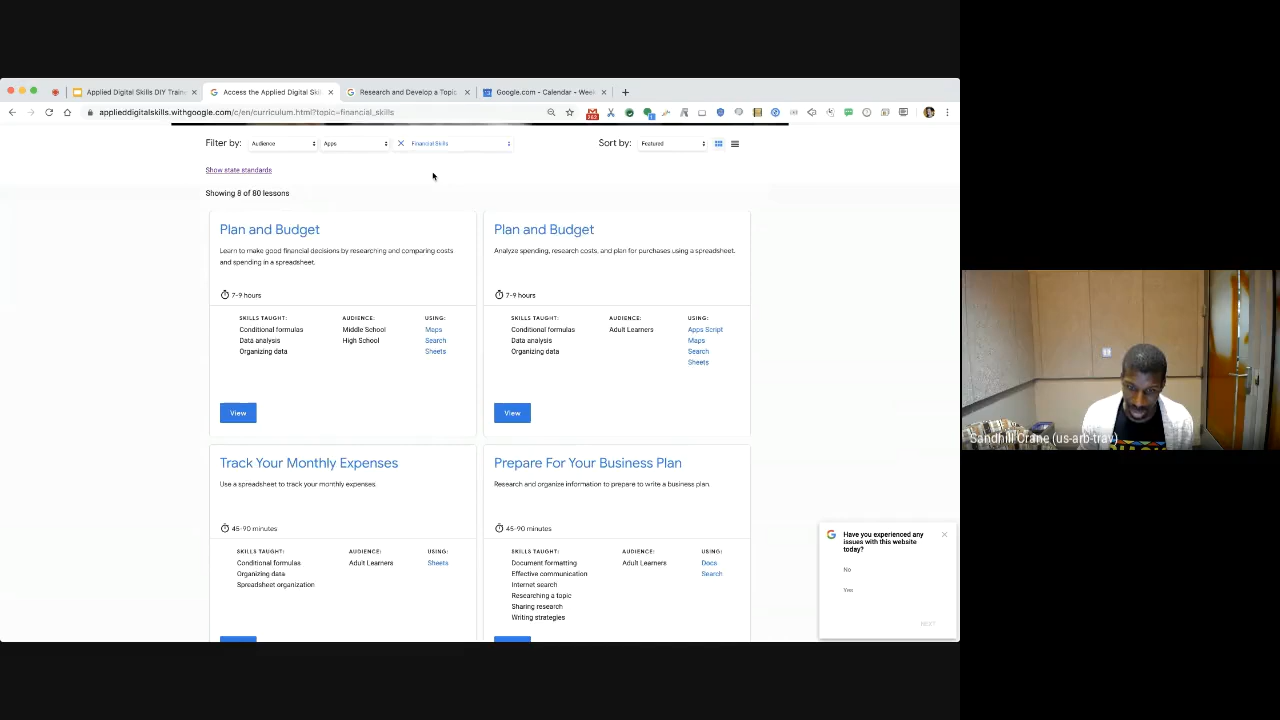 Applied Digital Skills DIY Traine
Access the Applied Digital Skil
Research and Develop a Topic
Google.com - Calendar - Week
applieddigitalskills.withgoogle.com/c/en/curriculum.html?topic=financial_skills
Filter by:
Audience
Apps
Financial Skills
Sort by:
Featured
Show state standards
Showing 8 of 80 lessons
Plan and Budget
Learn to make good financial decisions by researching and comparing costs
and spending in a spreadsheet.
7-9 hours
SKILLS TAUGHT:
Conditional formulas
Data analysis
Organizing data
AUDIENCE:
Middle School
High School
USING:
Maps
Search
Sheets
View
Plan and Budget
Analyze spending, research costs, and plan for purchases using a spreadsheet.
7-9 hours
SKILLS TAUGHT:
Conditional formulas
Data analysis
Organizing data
AUDIENCE:
Adult Learners
USING:
Apps Script
Maps
Search
Sheets
View
Track Your Monthly Expenses
Use a spreadsheet to track your monthly expenses.
45-90 minutes
SKILLS TAUGHT:
Conditional formulas
Organizing data
Spreadsheet organization
AUDIENCE:
Adult Learners
USING:
Sheets
Prepare For Your Business Plan
Research and organize information to prepare to write a business plan.
45-90 minutes
SKILLS TAUGHT:
Document formatting
Effective communication
Internet search
Researching a topic
Sharing research
Writing strategies
AUDIENCE:
Adult Learners
USING:
Docs
Search
Have you experienced any
issues with this website
today?
No
Yes
NEXT
Sandhill Crane (us-arb-trav)